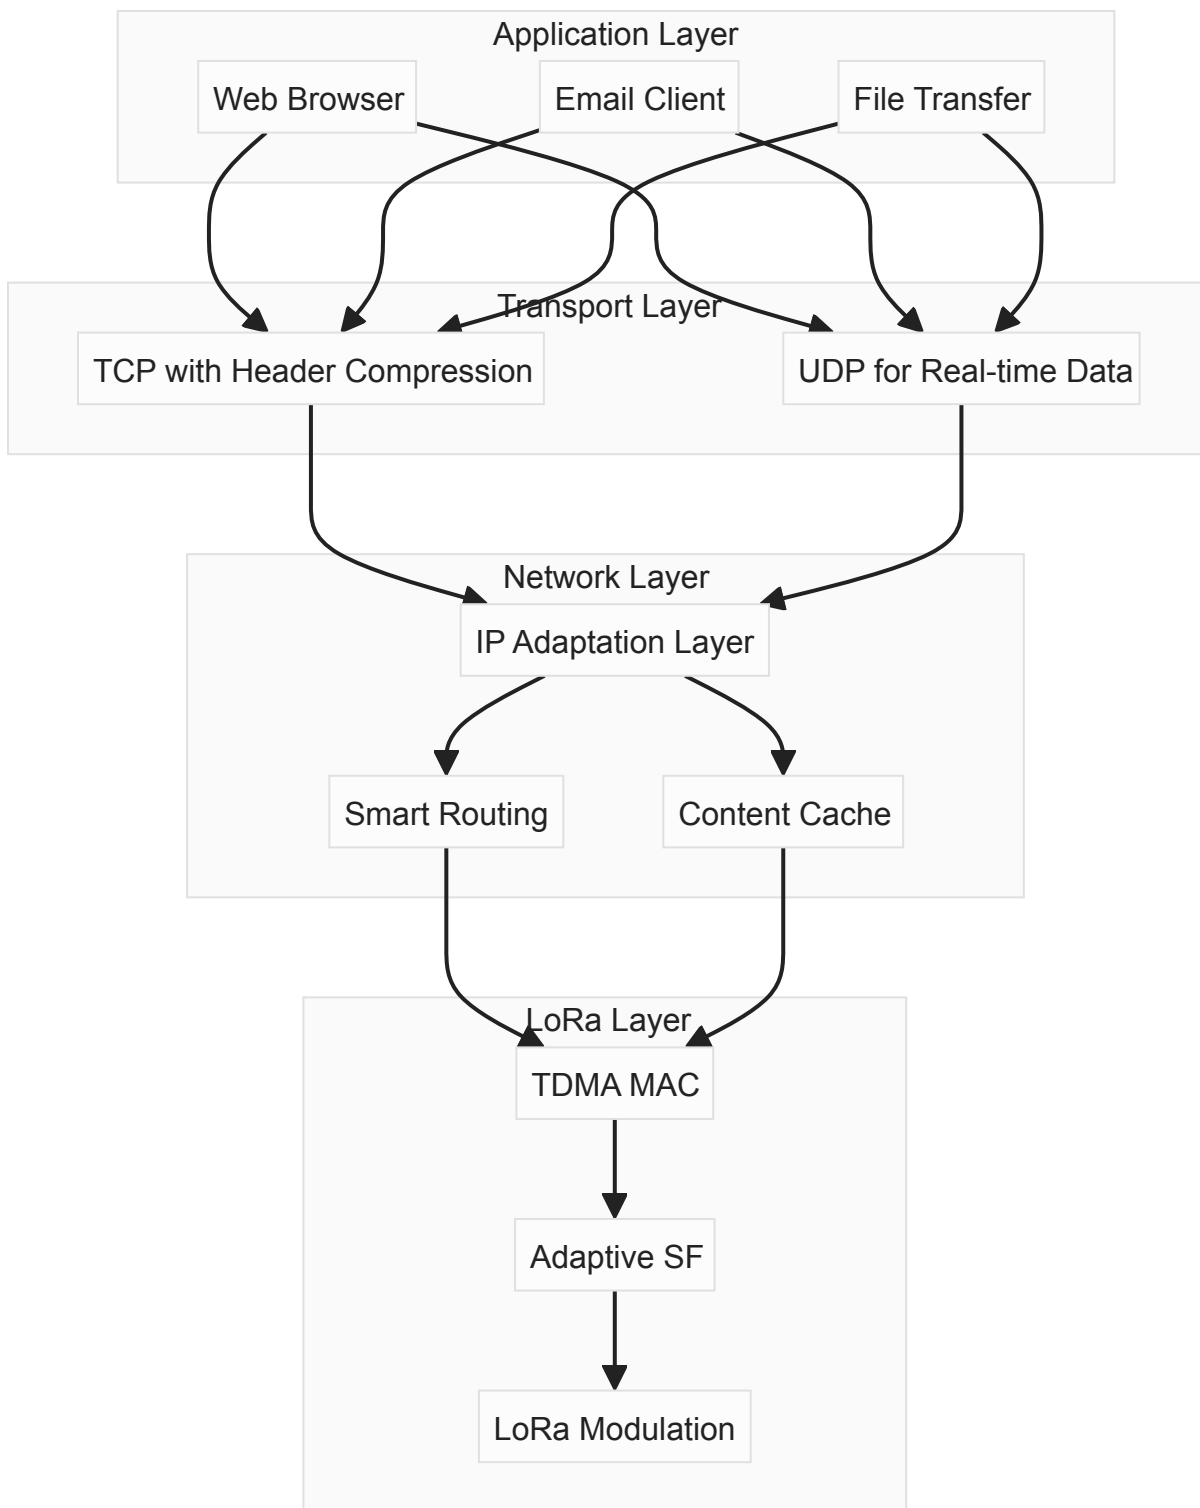 Application Layer
Web Browser
Email Client
File Transfer
Transport Layer
TCP with Header Compression
UDP for Real-time Data
Network Layer
IP Adaptation Layer
Smart Routing
Content Cache
LoRa Layer
TDMA MAC
Adaptive SF
LoRa Modulation